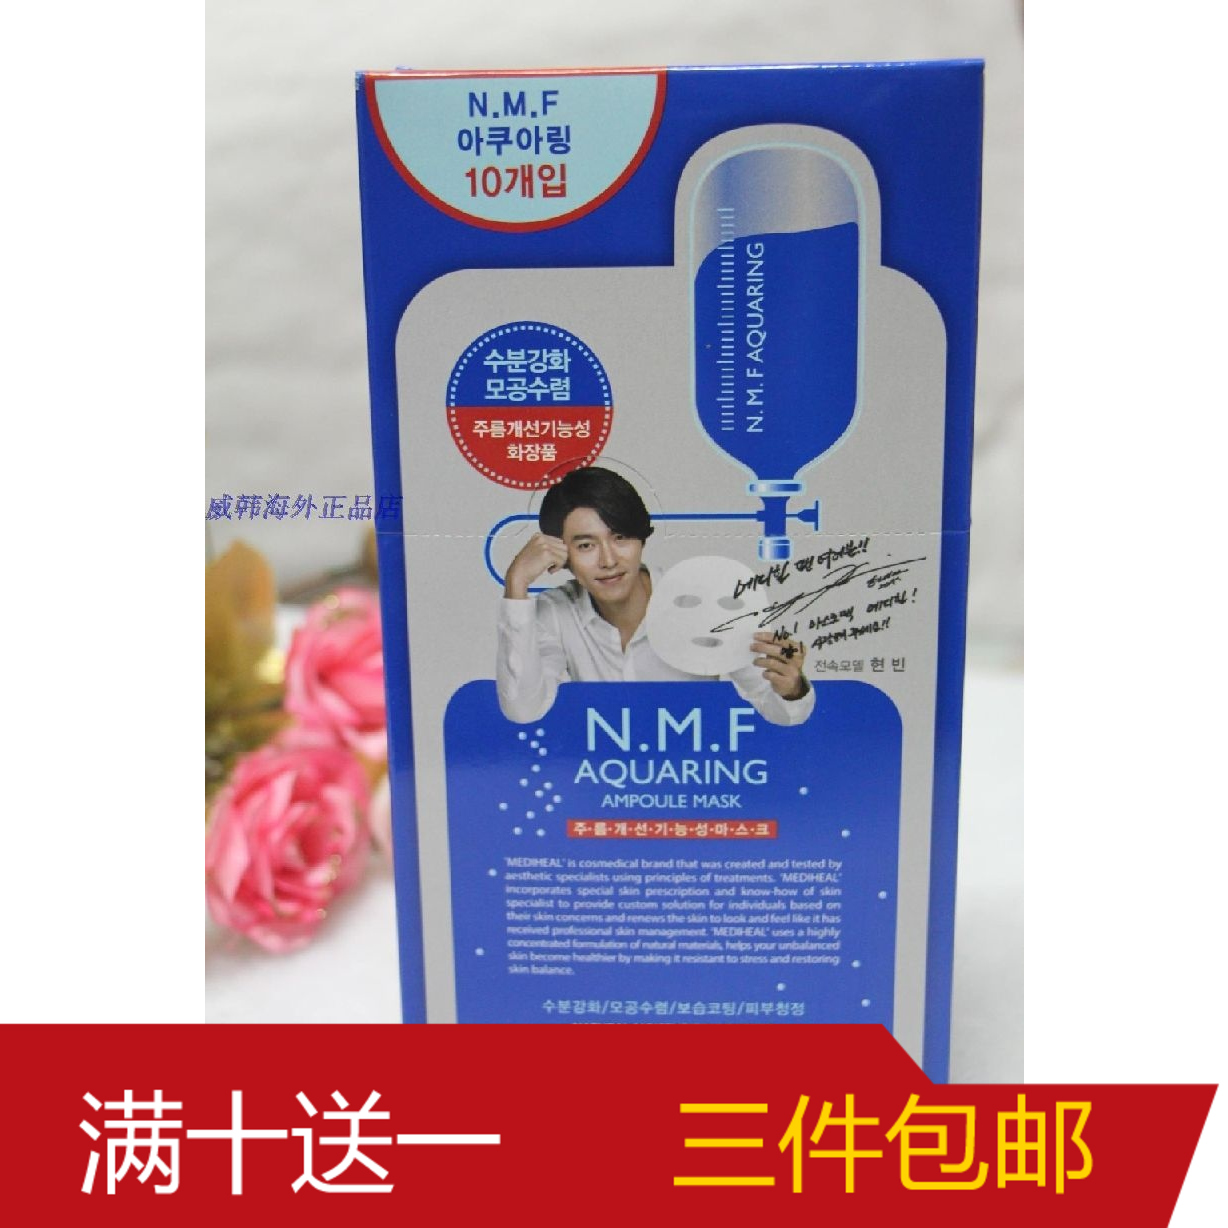 N.M.F
아쿠아링
10개입
N.M.F AQUARING
수분강화
모공수렴
주름개선기능성
화장품
威韩海外正品店
전속모델 현빈
N.M.F
AQUARING
AMPOULE MASK
주·름·개·선·기·능·성·마·스·크
'MEDIHEAL' is cosmedical brand that was created and tested by
aesthetic specialists using principles of treatments. 'MEDIHEAL'
incorporates special skin prescription and know-how of skin
specialist to provide custom solution for individuals based on
their skin concerns and renews the skin to look and feel like it has
received professional skin management. 'MEDIHEAL' uses a highly
concentrated formulation of natural materials, helps your unbalanced
skin become healthier by making it resistant to stress and restoring
skin balance.
수분강화/모공수렴/보습코팅/피부청정
满十送一
三件包邮